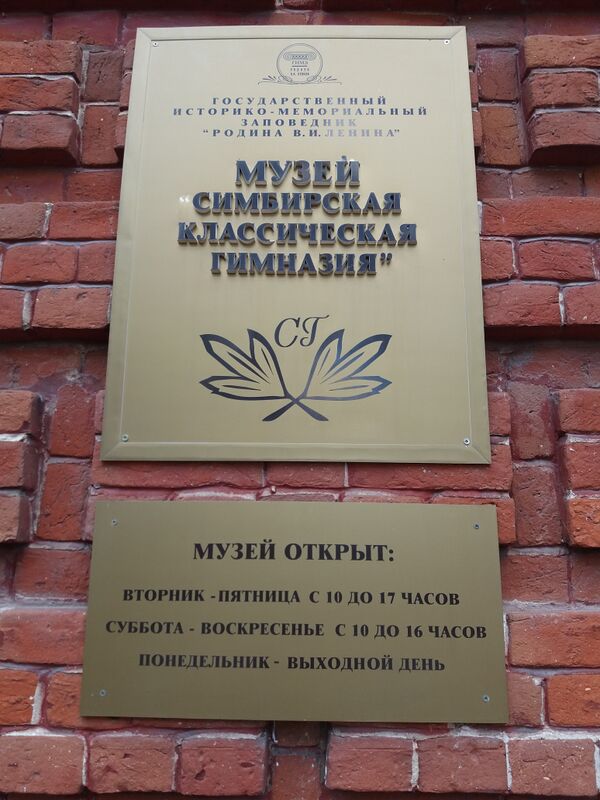 ГОСУДАРСТВЕННЫЙ
ИСТОРИКО-МЕМОРИАЛЬНЫЙ
ЗАПОВЕДНИК
"РОДИНА В.И.ЛЕНИНА"
МУЗЕЙ
"СИМБИРСКАЯ
КЛАССИЧЕСКАЯ
ГИМНАЗИЯ"
СГ
МУЗЕЙ ОТКРЫТ:
ВТОРНИК - ПЯТНИЦА С 10 ДО 17 ЧАСОВ
СУББОТА - ВОСКРЕСЕНЬЕ С 10 ДО 16 ЧАСОВ
ПОНЕДЕЛЬНИК - ВЫХОДНОЙ ДЕНЬ